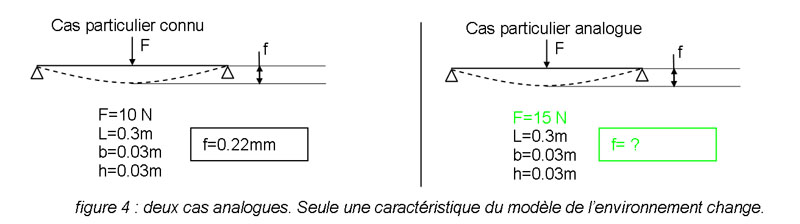 Cas particulier connu
F
f
F=10 N
L=0.3m
b=0.03m
h=0.03m
f=0.22mm
Cas particulier analogue
F
f
F=15 N
L=0.3m
b=0.03m
h=0.03m
f= ?
figure 4 : deux cas analogues. Seule une caractéristique du modèle de l'environnement change.